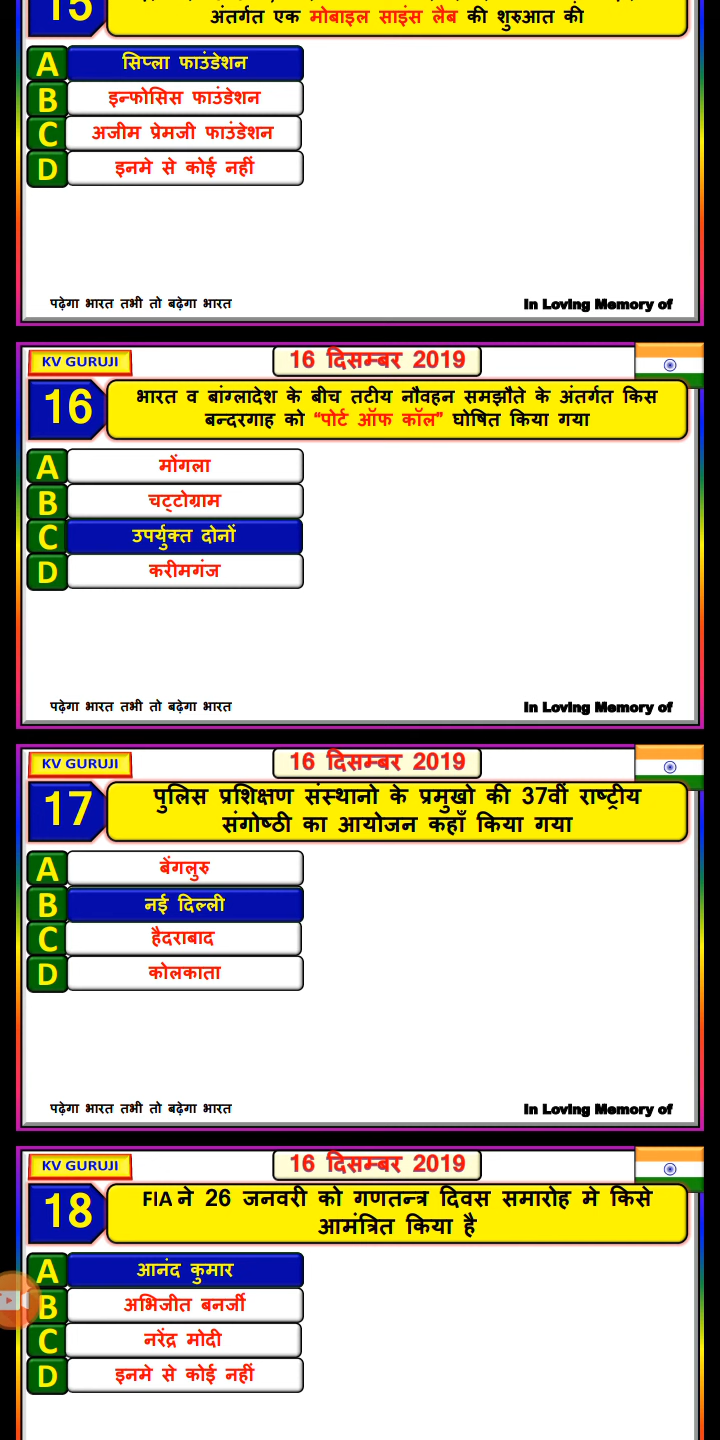 15
अंतर्गत एक मोबाइल साइंस लैब की शुरुआत की
A सिप्ला फाउंडेशन
B इन्फोसिस फाउंडेशन
C अजीम प्रेमजी फाउंडेशन
D इनमे से कोई नहीं
पढ़ेगा भारत तभी तो बढ़ेगा भारत In Loving Memory of
KV GURUJI 16 दिसम्बर 2019
16 भारत व बांग्लादेश के बीच तटीय नौवहन समझौते के अंतर्गत किस
बन्दरगाह को “पोर्ट ऑफ कॉल” घोषित किया गया
A मोंगला
B चट्टोग्राम
C उपर्युक्त दोनों
D करीमगंज
पढ़ेगा भारत तभी तो बढ़ेगा भारत In Loving Memory of
KV GURUJI 16 दिसम्बर 2019
17 पुलिस प्रशिक्षण संस्थानो के प्रमुखो की 37वीं राष्ट्रीय
संगोष्ठी का आयोजन कहाँ किया गया
A बेंगलुरु
B नई दिल्ली
C हैदराबाद
D कोलकाता
पढ़ेगा भारत तभी तो बढ़ेगा भारत In Loving Memory of
KV GURUJI 16 दिसम्बर 2019
18 FIA ने 26 जनवरी को गणतन्त्र दिवस समारोह मे किसे
आमंत्रित किया है
A आनंद कुमार
B अभिजीत बनर्जी
C नरेंद्र मोदी
D इनमे से कोई नहीं